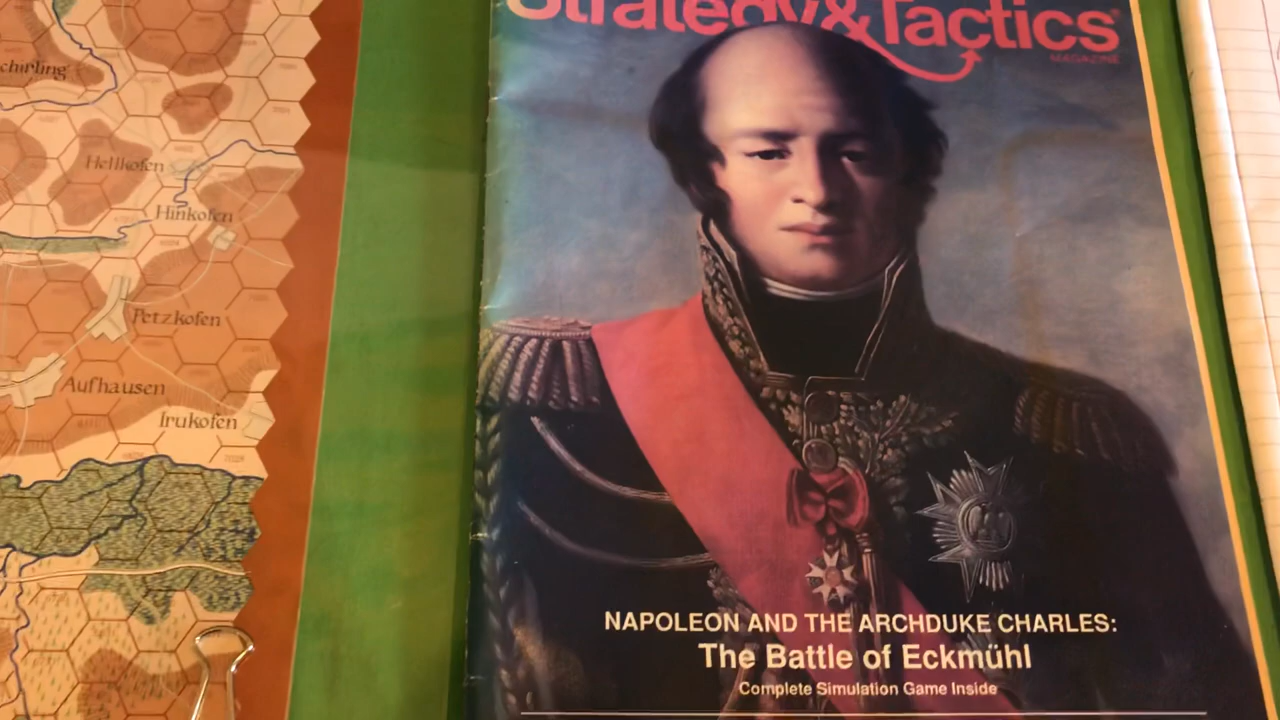 chirling
Hellkofen
Hinkofen
Petzkofen
Aufhausen
Irukofen
Strategy&Tactics®
MAGAZINE
NAPOLEON AND THE ARCHDUKE CHARLES:
The Battle of Eckmühl
Complete Simulation Game Inside